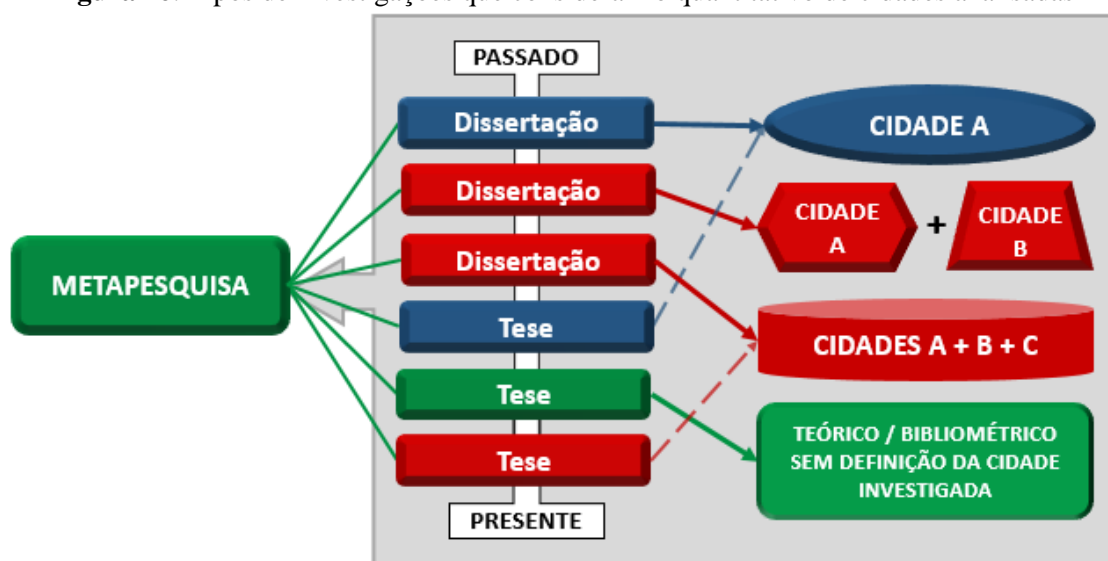 PASSADO
Dissertação
CIDADE A
Dissertação
CIDADE
A
+
CIDADE
B
Dissertação
METAPESQUISA
Tese
CIDADES A + B + C
Tese
TEÓRICO / BIBLIOMÉTRICO
SEM DEFINIÇÃO DA CIDADE
INVESTIGADA
Tese
PRESENTE